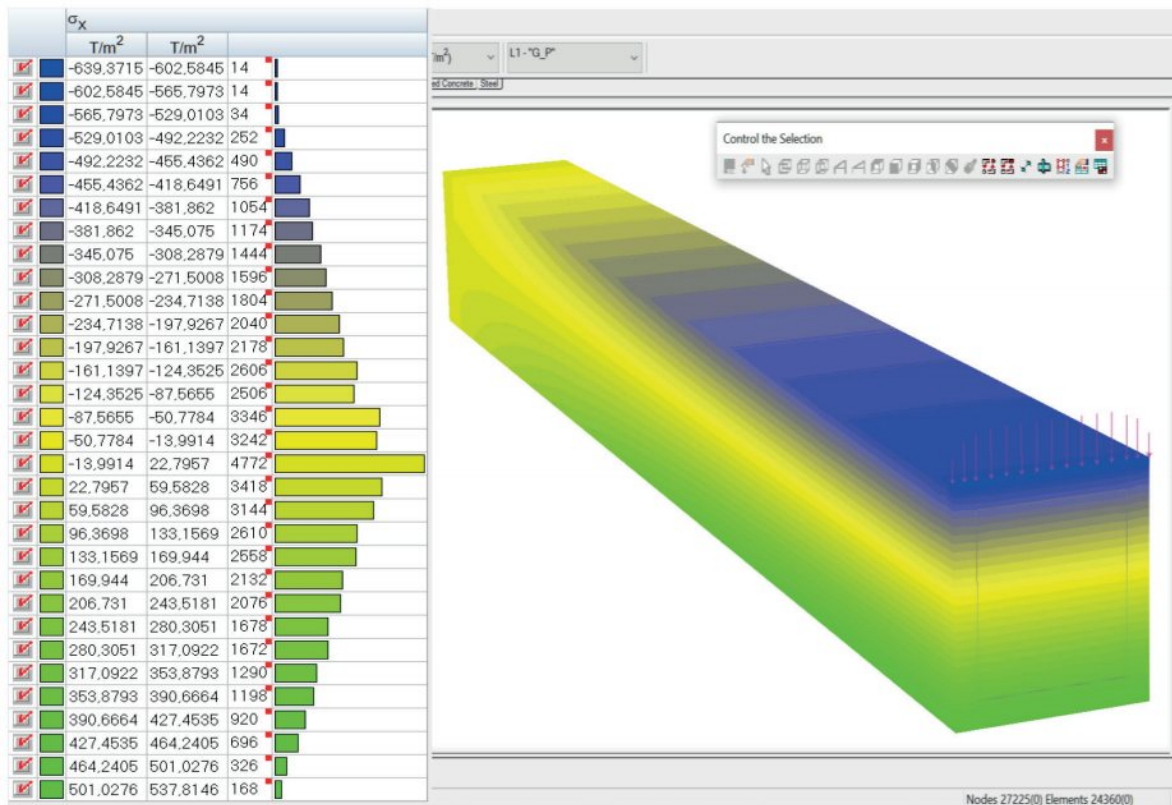 σx
T/m² T/m²
-639,3715 -602,5845 14
-602,5845 -565,7973 14
-565,7973 -529,0103 34
-529,0103 -492,2232 252
-492,2232 -455,4362 490
-455,4362 -418,6491 756
-418,6491 -381,862 1054
-381,862 -345,075 1174
-345,075 -308,2879 1444
-308,2879 -271,5008 1596
-271,5008 -234,7138 1804
-234,7138 -197,9267 2040
-197,9267 -161,1397 2178
-161,1397 -124,3525 2606
-124,3525 -87,5655 2506
-87,5655 -50,7784 3346
-50,7784 -13,9914 3242
-13,9914 22,7957 4772
22,7957 59,5828 3418
59,5828 96,3698 3144
96,3698 133,1569 2610
133,1569 169,944 2558
169,944 206,731 2132
206,731 243,5181 2076
243,5181 280,3051 1678
280,3051 317,0922 1672
317,0922 353,8793 1290
353,8793 390,6664 1198
390,6664 427,4535 920
427,4535 464,2405 696
464,2405 501,0276 326
501,0276 537,8146 168
/m²)
L1-"G_P"
ed Concrete Steel
Control the Selection
x
Nodes 27225(0) Elements 24360(0)